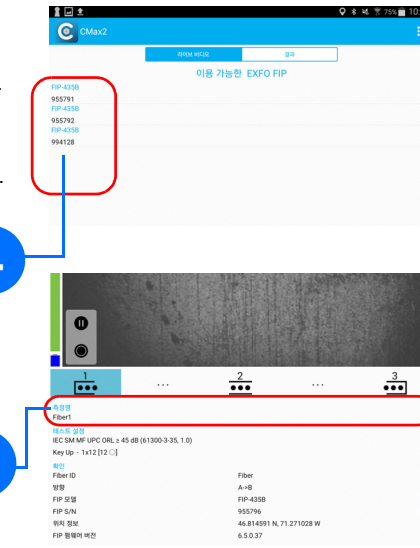 75% 10:
CMax2
라이브 비디오 결과
이용 가능한 EXFO FIP
FIP-435B
955791
FIP-435B
955792
FIP-435B
994128
1 ... 2 ... 3
측정명
Fiber1
테스트 설정
IEC SM MF UPC ORL ≥ 45 dB (61300-3-35, 1.0)
Key Up - 1x12 [12 ○]
확인
Fiber ID Fiber
방향 A->B
FIP 모델 FIP-435B
FIP S/N 955796
위치 정보 46.814591 N, 71.271028 W
FIP 펌웨어 버전 6.5.0.37